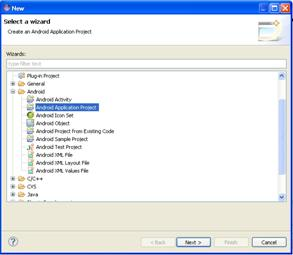 New
Select a wizard
Create an Android Application Project
Wizards:
type filter text
Plug-in Project
General
Android
Android Activity
Android Application Project
Android Icon Set
Android Object
Android Project from Existing Code
Android Sample Project
Android Test Project
Android XML File
Android XML Layout File
Android XML Values File
C/C++
CVS
Java
< Back
Next >
Finish
Cancel